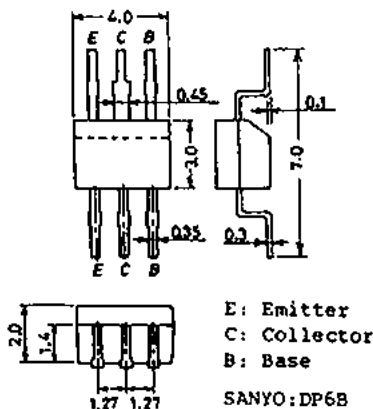 4.0
E C B
0.45
0.1
3.0
7.0
0.35
0.3
E C B
2.0
1.4
1.27 1.27
E: Emitter
C: Collector
B: Base
SANYO:DP6B